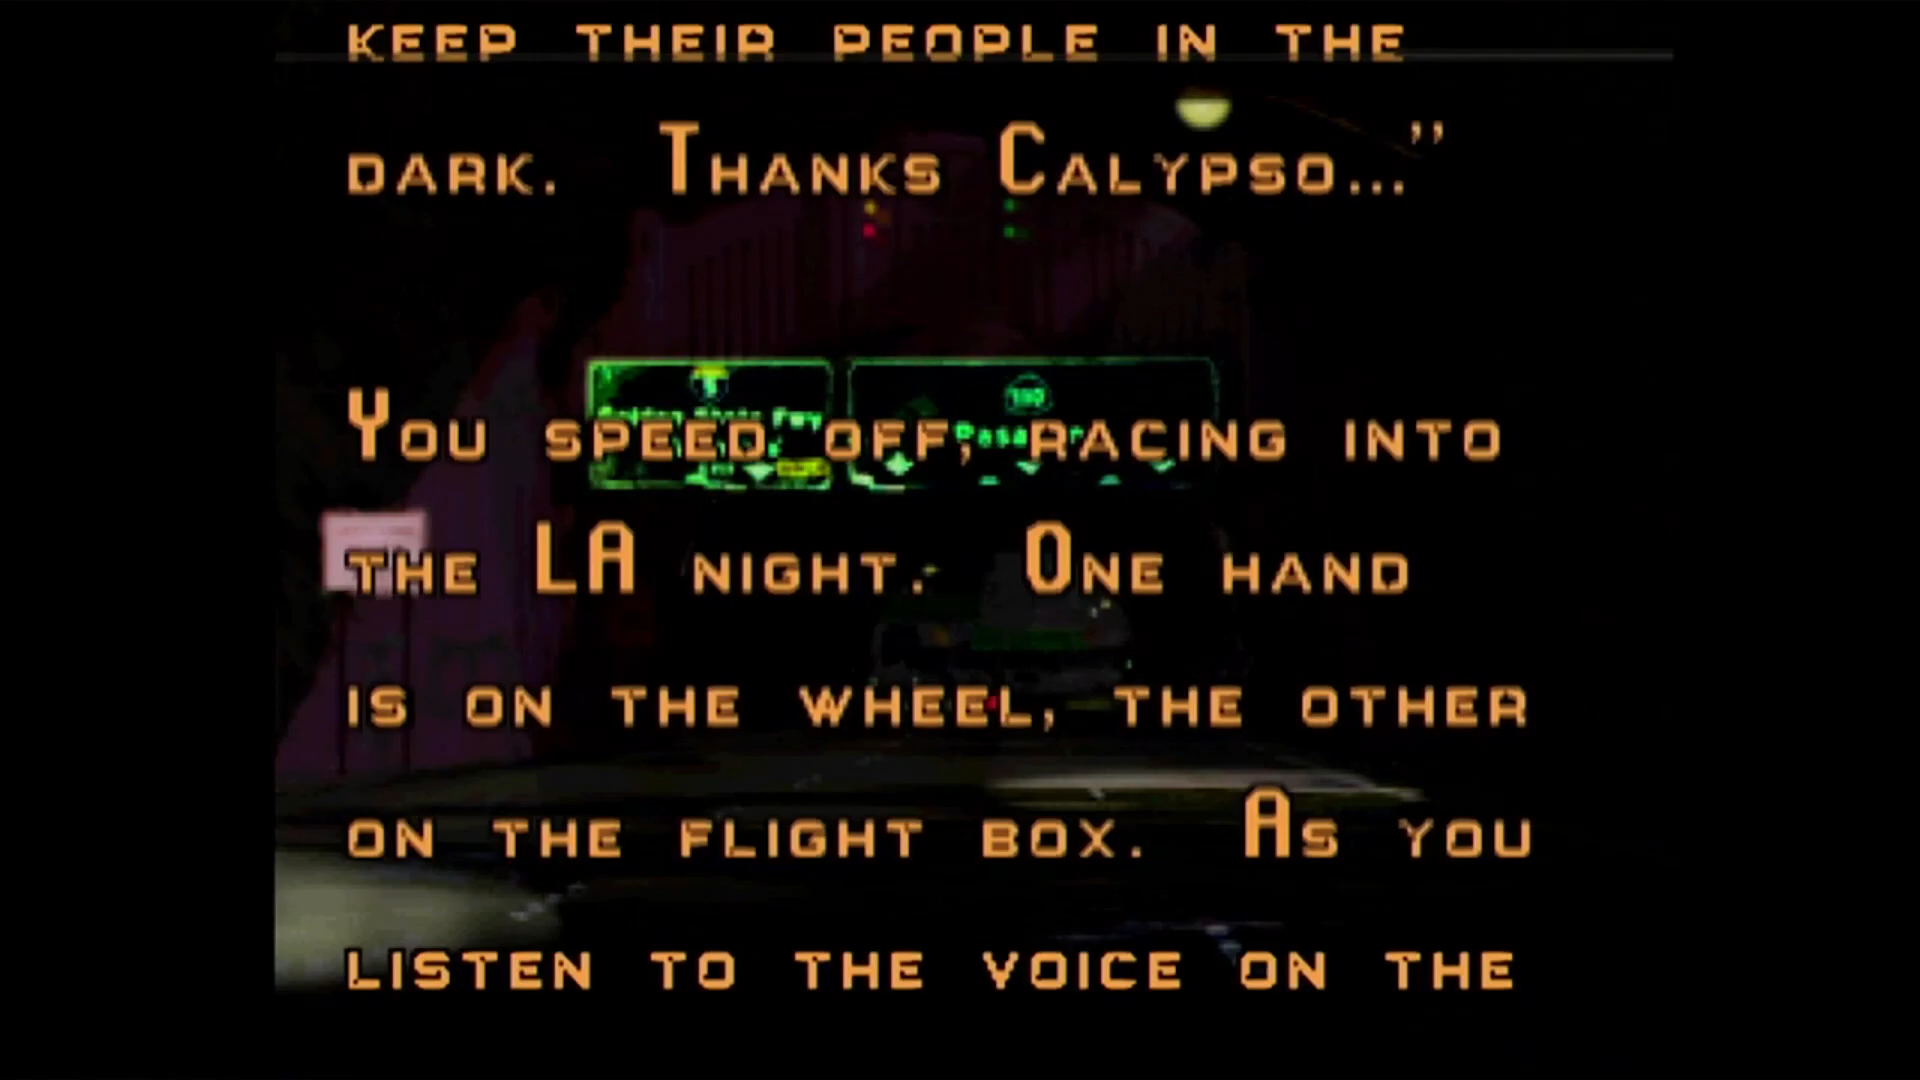 KEEP THEIR PEOPLE IN THE
DARK. THANKS CALYPSO..."
YOU SPEED OFF, RACING INTO
THE LA NIGHT. ONE HAND
IS ON THE WHEEL, THE OTHER
ON THE FLIGHT BOX. AS YOU
LISTEN TO THE VOICE ON THE